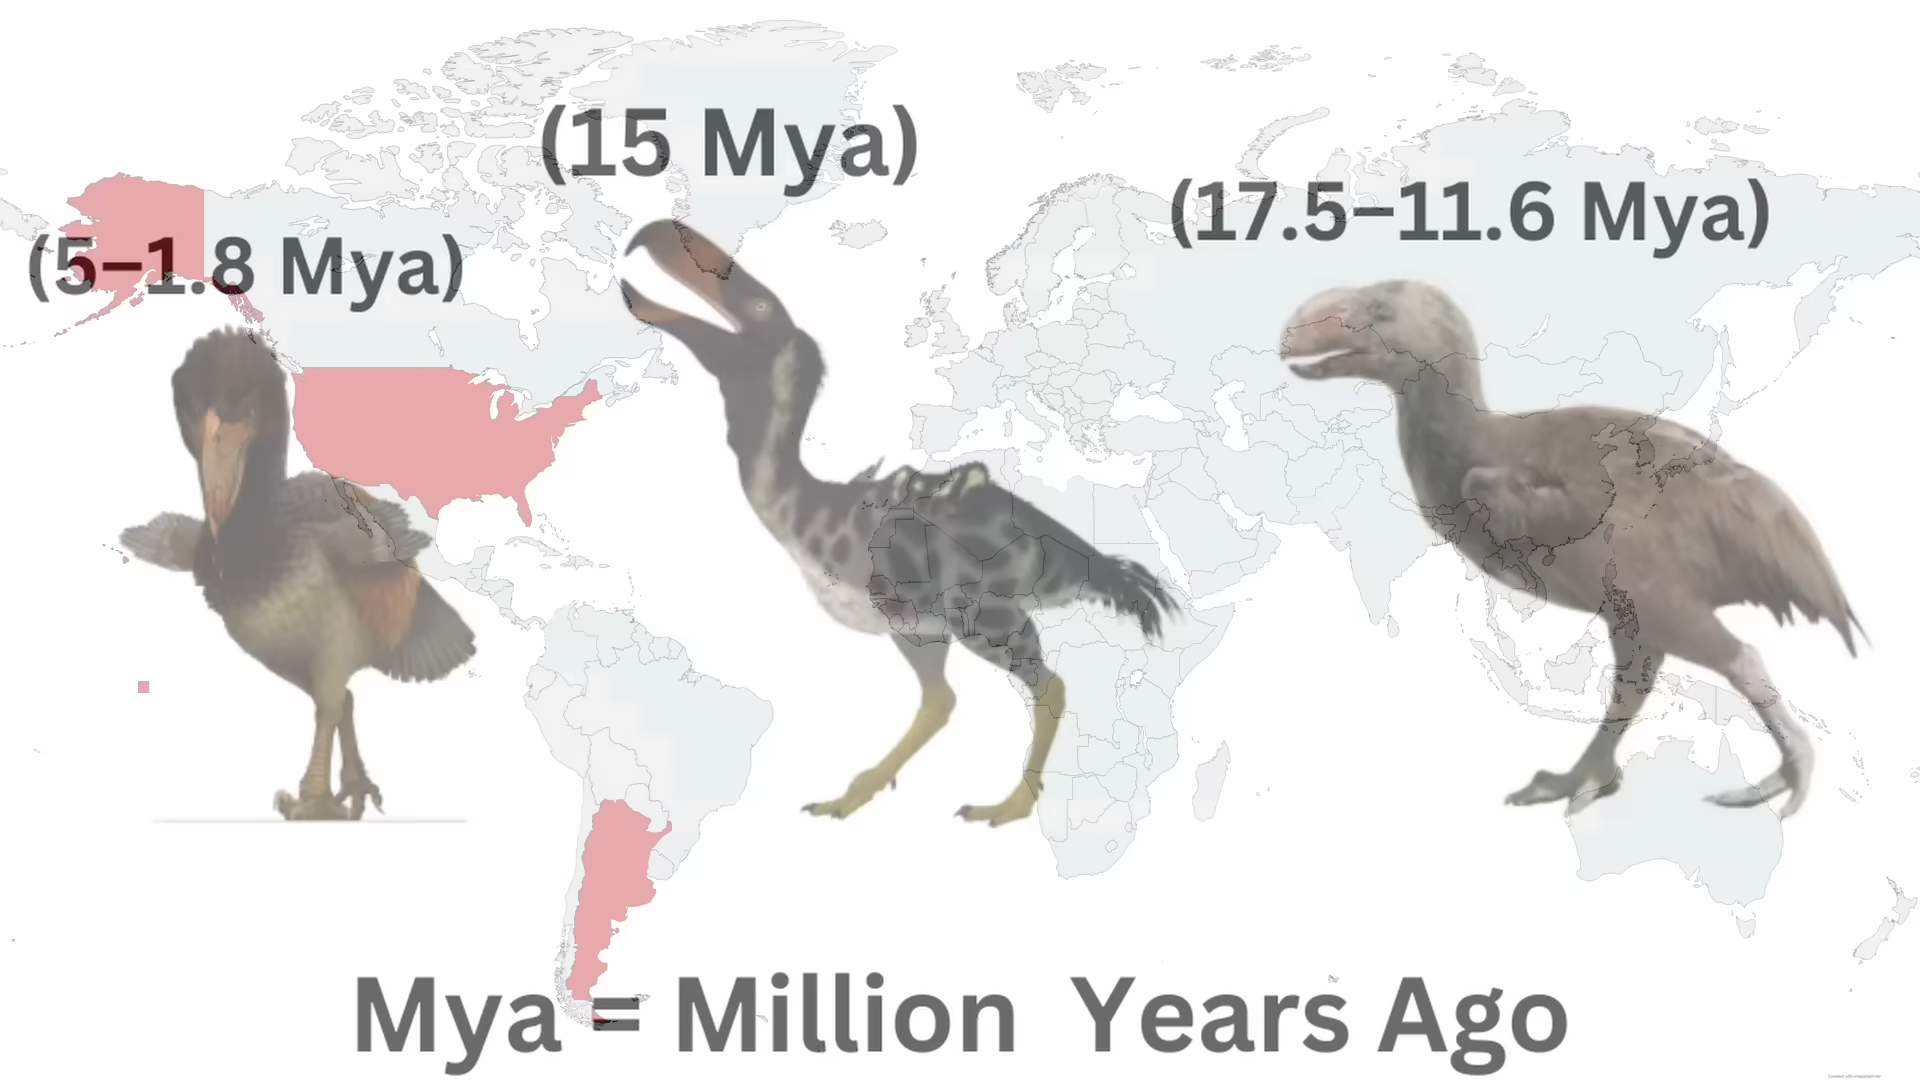 (15 Mya)
(17.5–11.6 Mya)
(5–1.8 Mya)
Mya = Million Years Ago